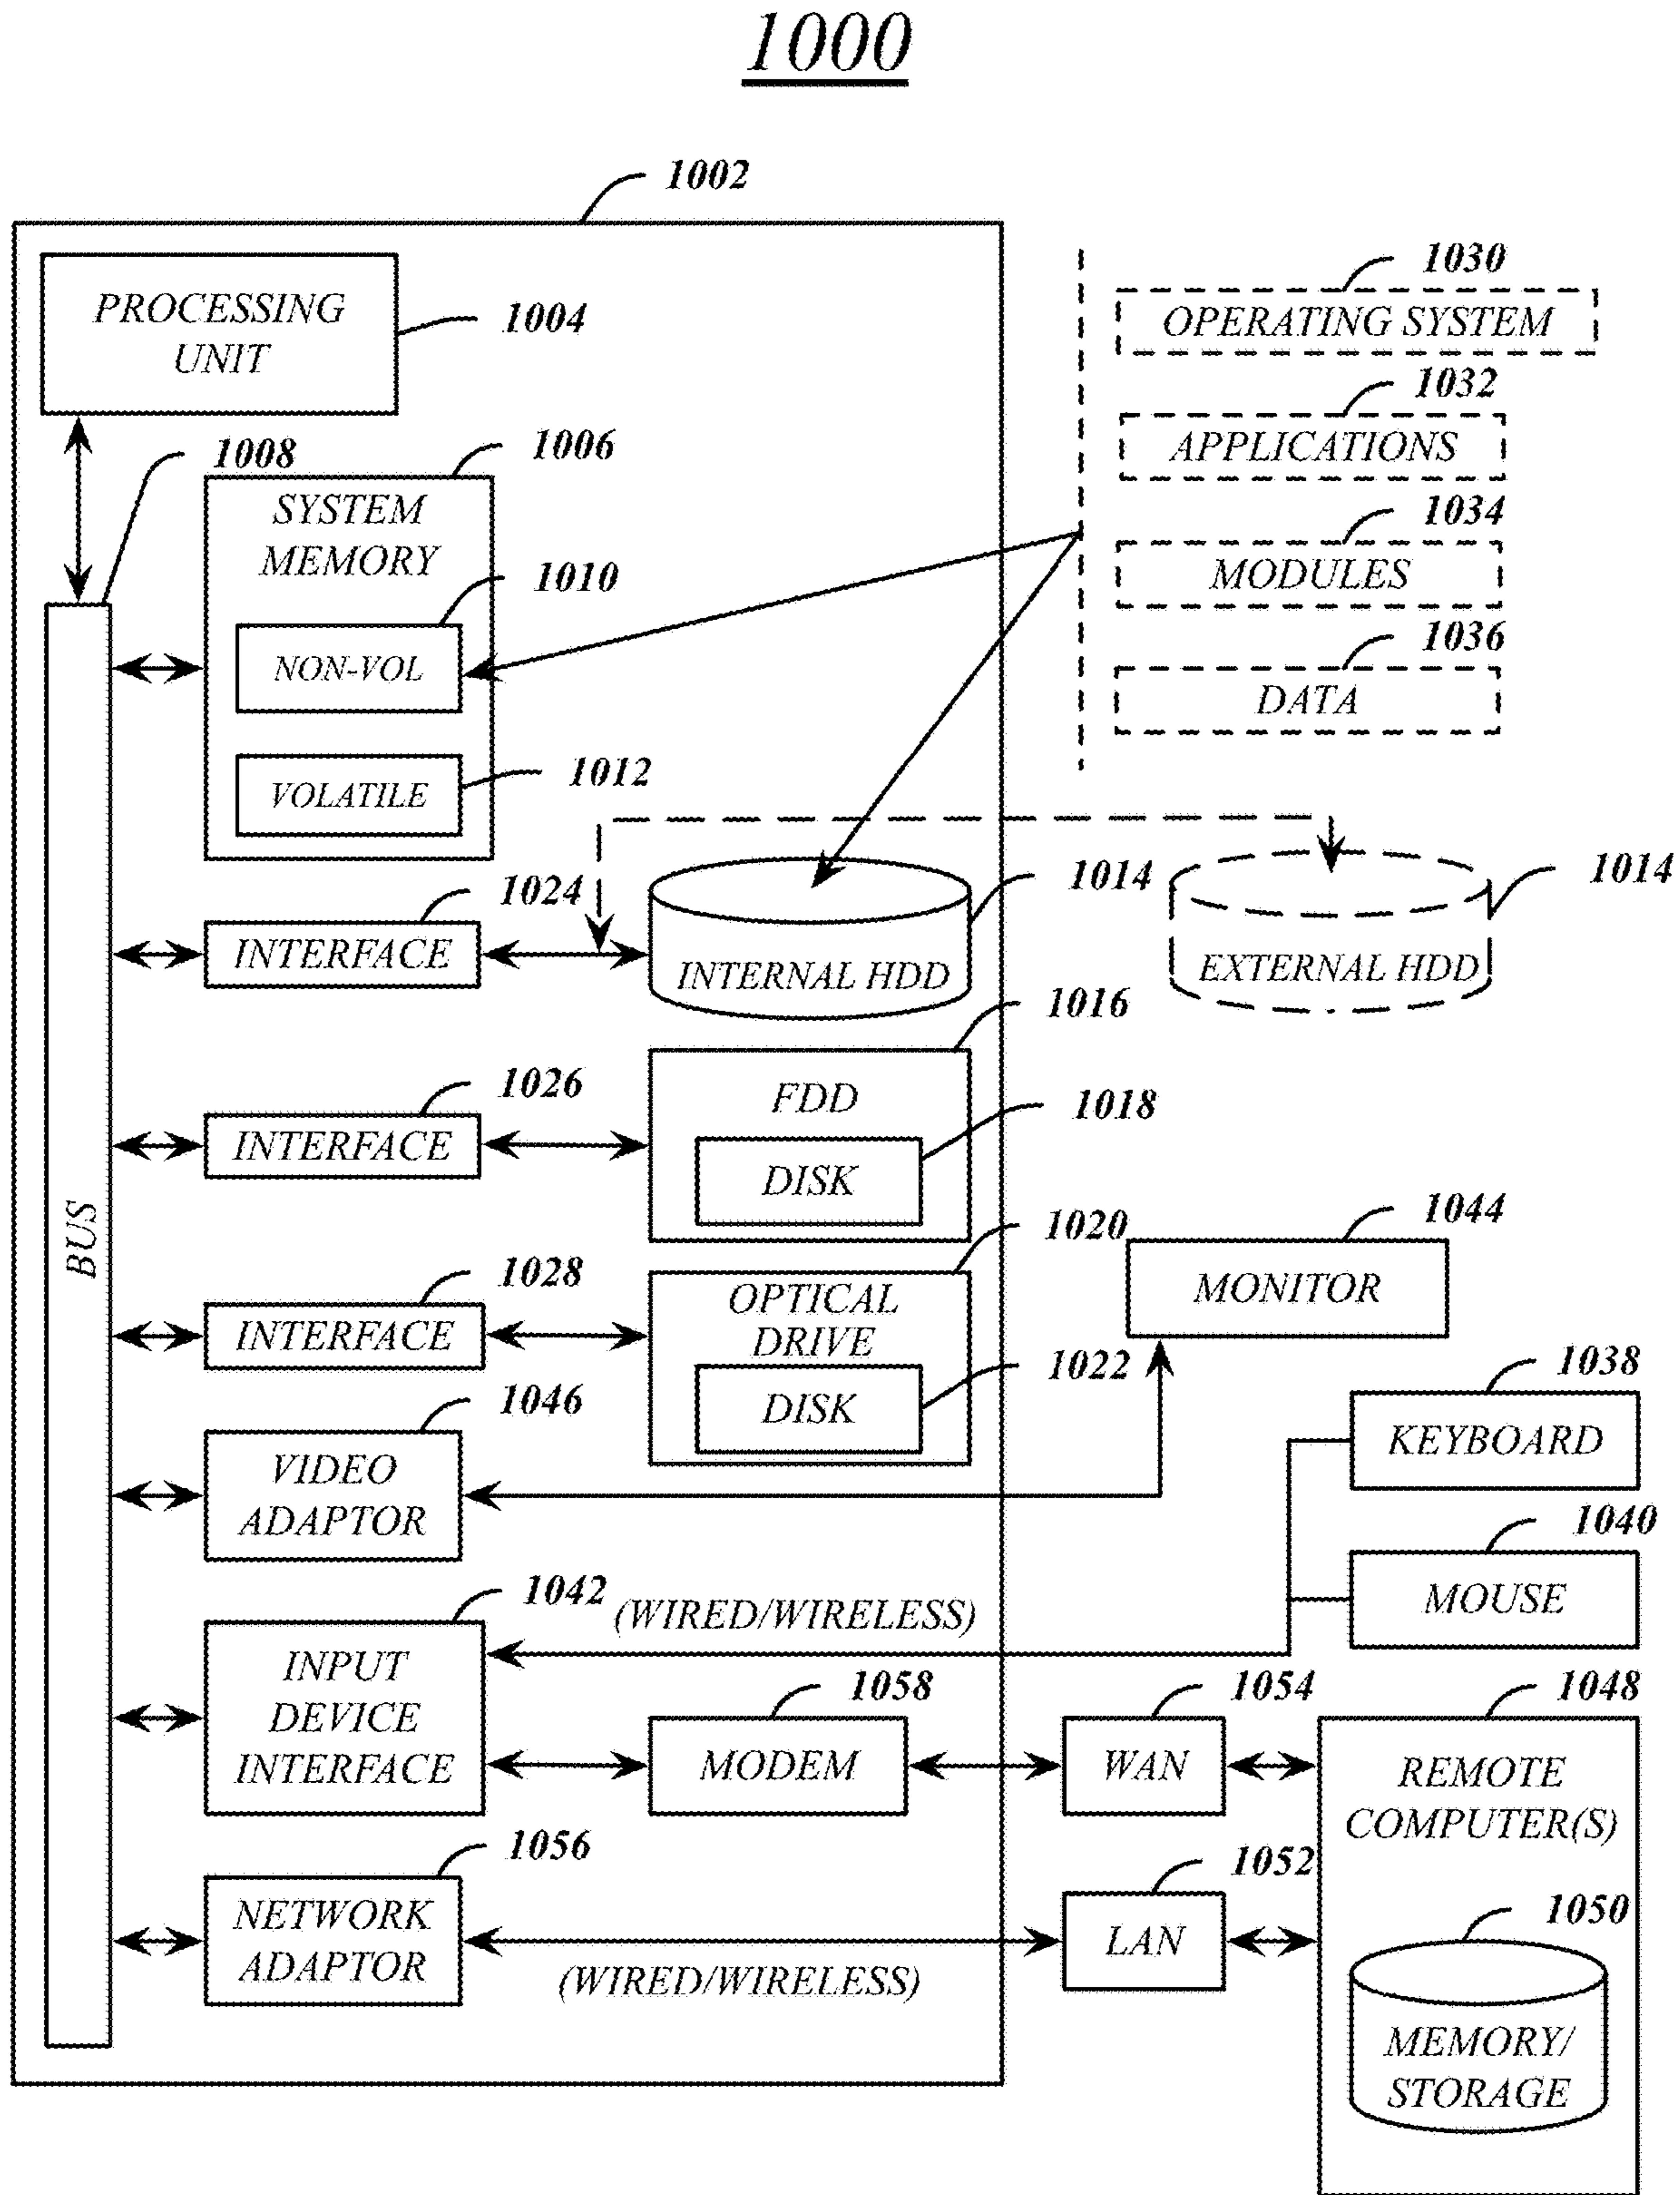 1000
1002
PROCESSING
UNIT
1004
1030
OPERATING SYSTEM
1032
APPLICATIONS
1034
MODULES
1036
DATA
1008
1006
SYSTEM
MEMORY
1010
NON-VOL
1012
VOLATILE
1024
INTERFACE
1014
INTERNAL HDD
1014
EXTERNAL HDD
1016
FDD
1018
DISK
1026
INTERFACE
BUS
1020
OPTICAL
DRIVE
1022
DISK
1028
INTERFACE
1044
MONITOR
1046
VIDEO
ADAPTOR
1038
KEYBOARD
1040
MOUSE
1042
(WIRED/WIRELESS)
INPUT
DEVICE
INTERFACE
1058
MODEM
1054
WAN
1048
REMOTE
COMPUTER(S)
1056
NETWORK
ADAPTOR
(WIRED/WIRELESS)
1052
LAN
1050
MEMORY/
STORAGE